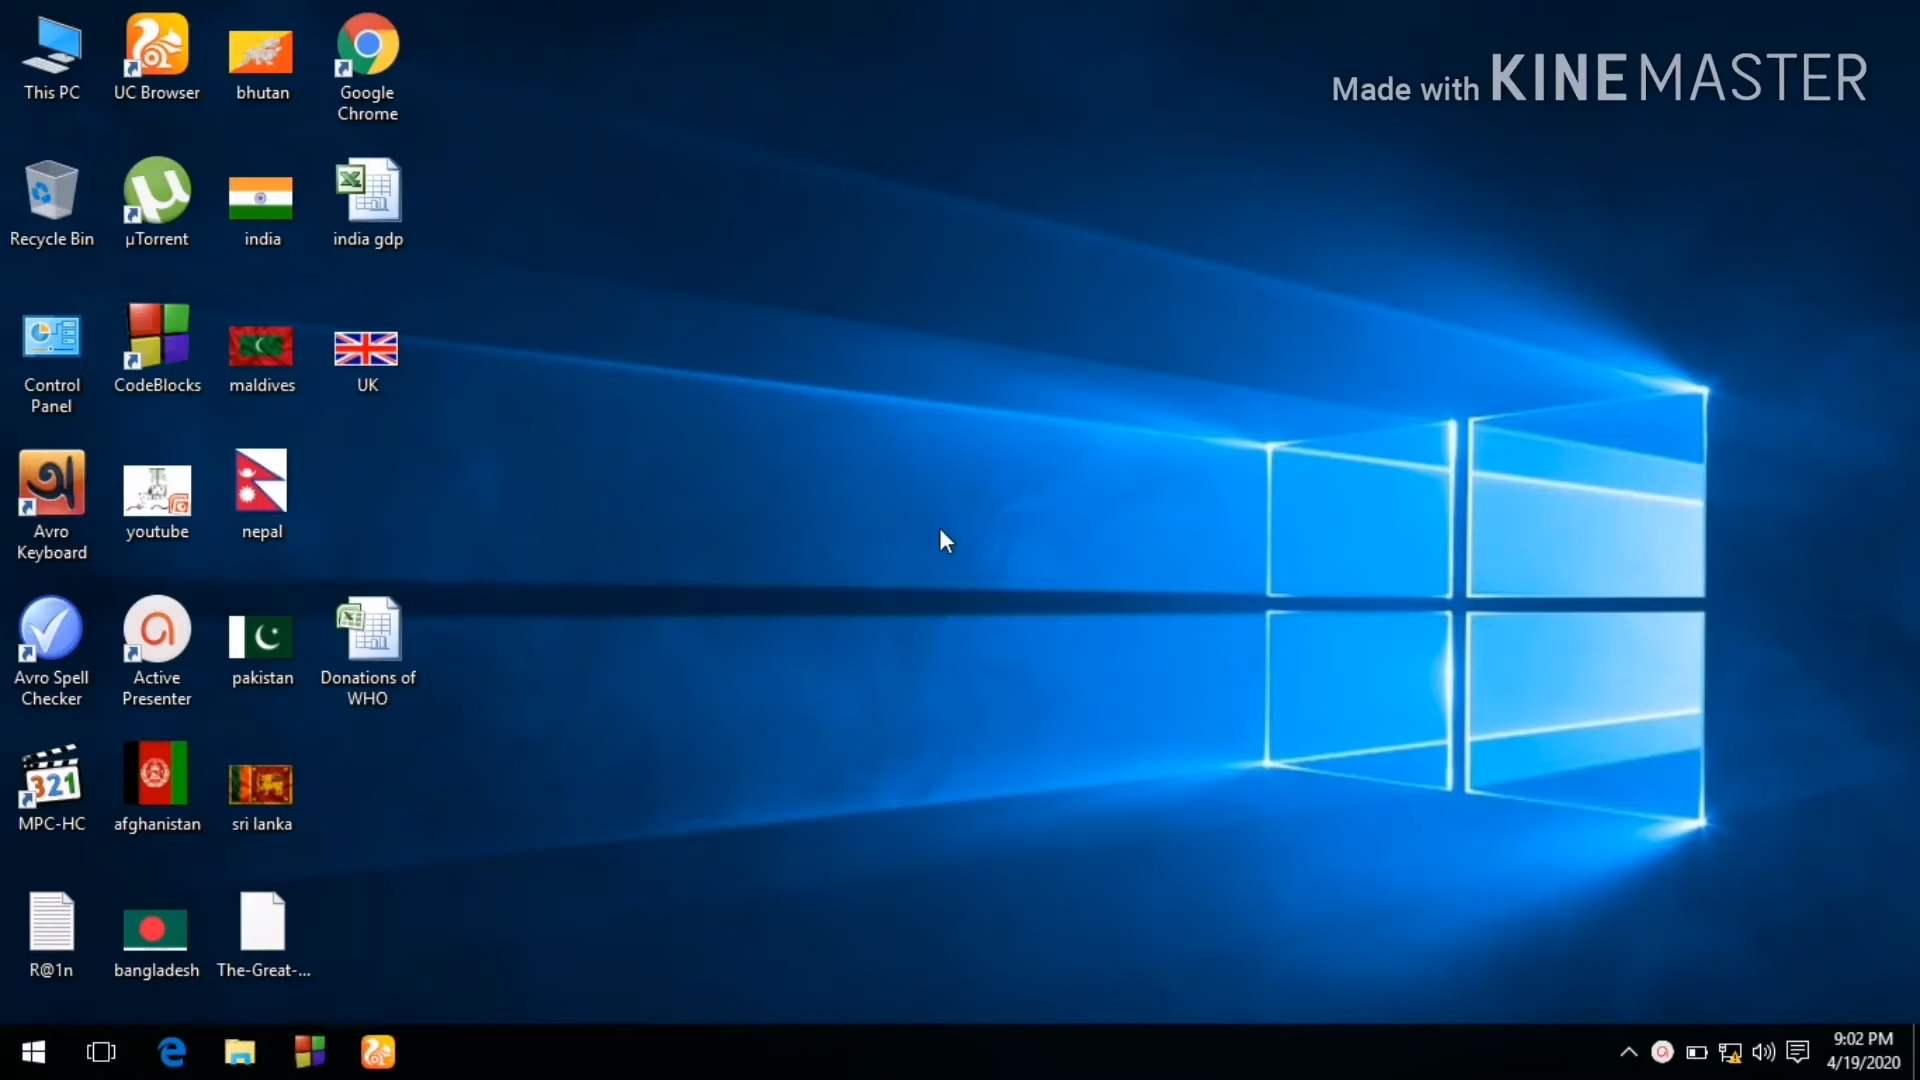 Made with KINEMASTER
This PC
UC Browser
bhutan
Google
Chrome
Recycle Bin
µTorrent
india
india gdp
Control
Panel
CodeBlocks
maldives
UK
Avro
Keyboard
youtube
nepal
Avro Spell
Checker
Active
Presenter
pakistan
Donations of
WHO
321
MPC-HC
afghanistan
sri lanka
R@1n
bangladesh
The-Great-...
9:02 PM
4/19/2020